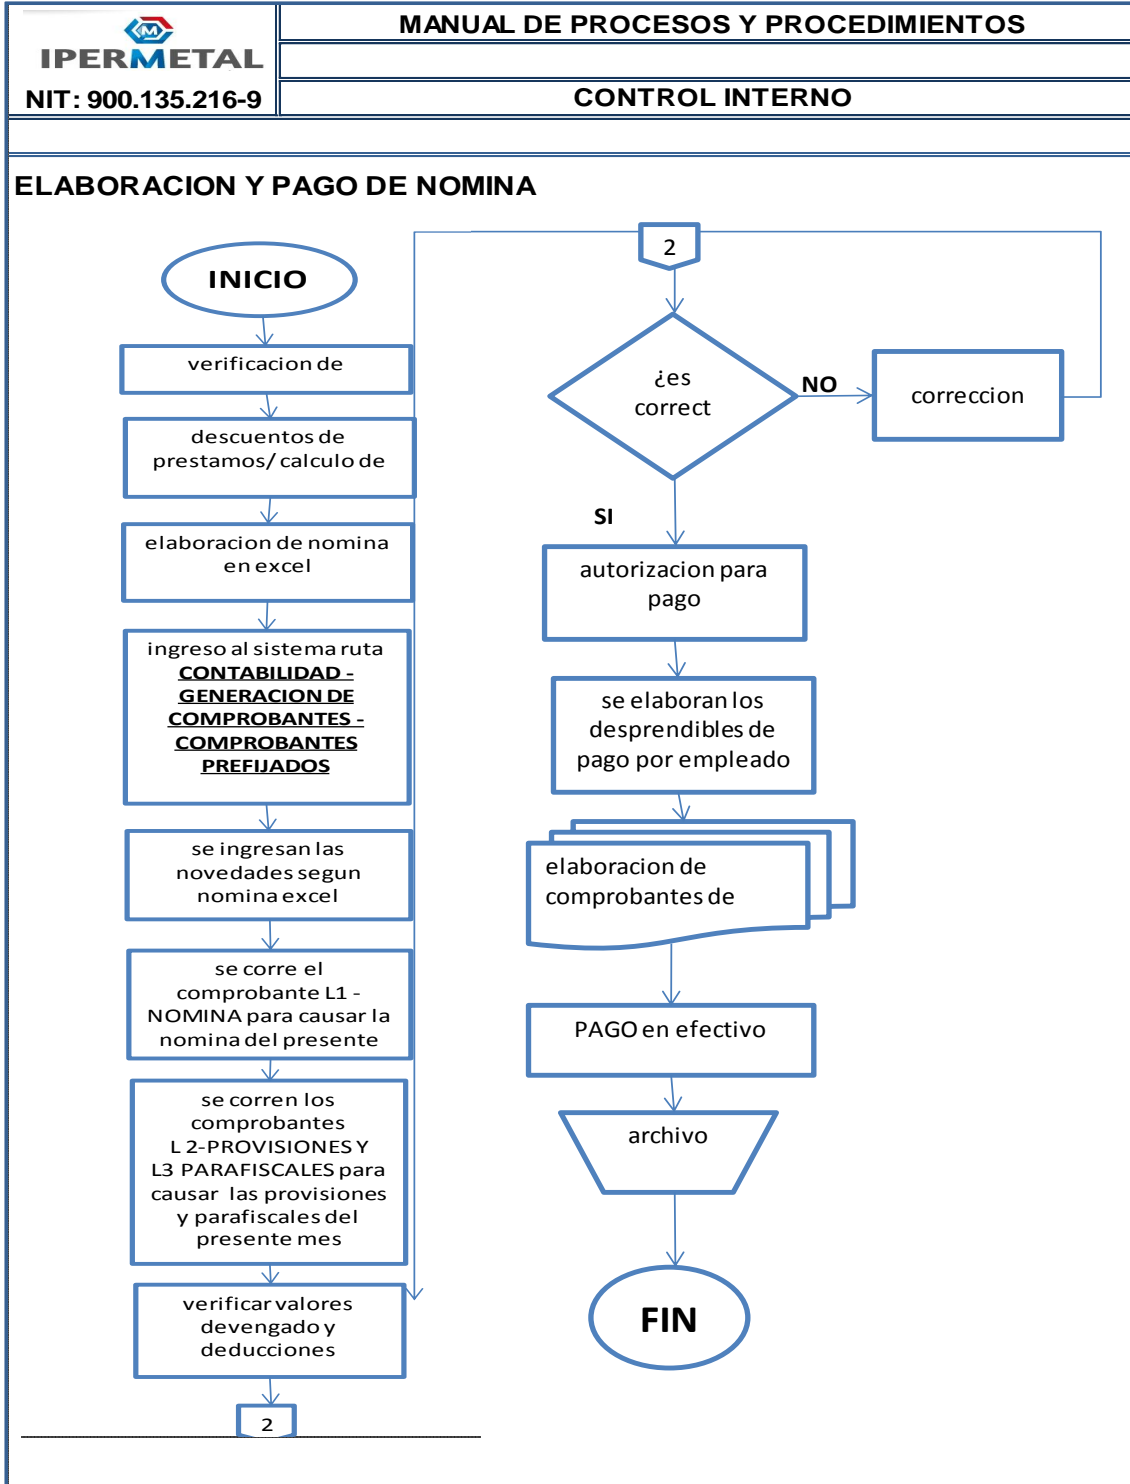 IPERMETAL
NIT: 900.135.216-9
MANUAL DE PROCESOS Y PROCEDIMIENTOS
CONTROL INTERNO
ELABORACION Y PAGO DE NOMINA
INICIO
verificacion de
descuentos de
prestamos/ calculo de
elaboracion de nomina
en excel
ingreso al sistema ruta
CONTABILIDAD -
GENERACION DE
COMPROBANTES -
COMPROBANTES
PREFIJADOS
se ingresan las
novedades segun
nomina excel
se corre el
comprobante L1 -
NOMINA para causar la
nomina del presente
se corren los
comprobantes
L 2-PROVISIONES Y
L3 PARAFISCALES para
causar las provisiones
y parafiscales del
presente mes
verificar valores
devengado y
deducciones
2
2
¿es
correct
NO
correccion
SI
autorizacion para
pago
se elaboran los
desprendibles de
pago por empleado
elaboracion de
comprobantes de
PAGO en efectivo
archivo
FIN